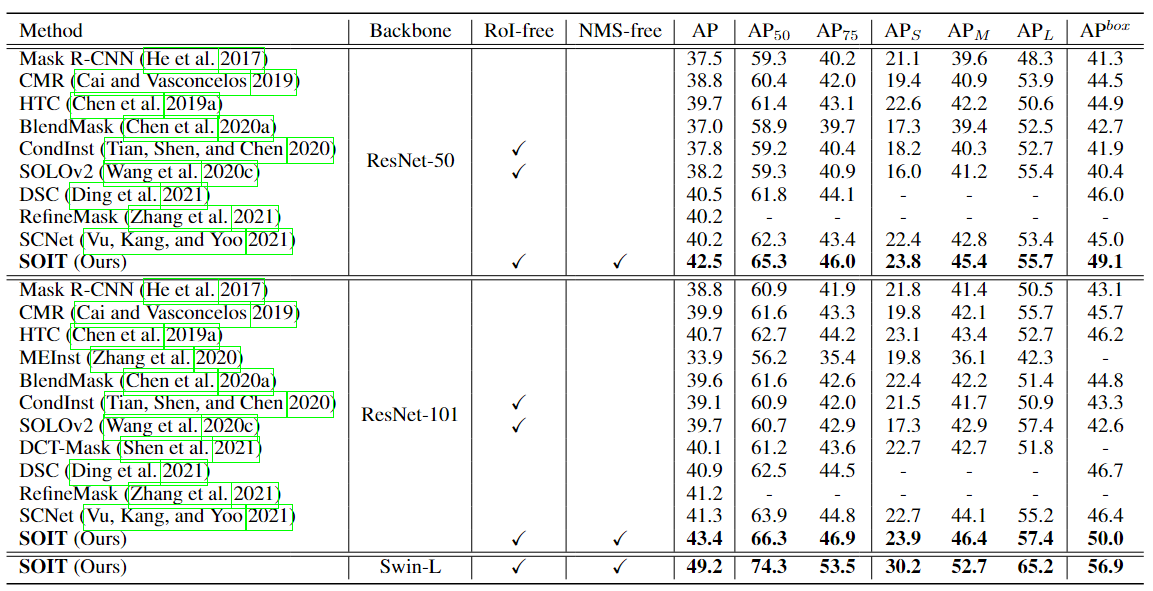 Method Backbone RoI-free NMS-free AP AP50 AP75 APS APM APL APbox
Mask R-CNN (He et al. 2017) 37.5 59.3 40.2 21.1 39.6 48.3 41.3
CMR (Cai and Vasconcelos 2019) 38.8 60.4 42.0 19.4 40.9 53.9 44.5
HTC (Chen et al. 2019a) 39.7 61.4 43.1 22.6 42.2 50.6 44.9
BlendMask (Chen et al. 2020a) 37.0 58.9 39.7 17.3 39.4 52.5 42.7
CondInst (Tian, Shen, and Chen 2020) ✓ 37.8 59.2 40.4 18.2 40.3 52.7 41.9
ResNet-50
SOLOv2 (Wang et al. 2020c) ✓ 38.2 59.3 40.9 16.0 41.2 55.4 40.4
DSC (Ding et al. 2021) 40.5 61.8 44.1 - - - 46.0
RefineMask (Zhang et al. 2021) 40.2 - - - - - -
SCNet (Vu, Kang, and Yoo 2021) 40.2 62.3 43.4 22.4 42.8 53.4 45.0
SOIT (Ours) ✓ ✓ 42.5 65.3 46.0 23.8 45.4 55.7 49.1
Mask R-CNN (He et al. 2017) 38.8 60.9 41.9 21.8 41.4 50.5 43.1
CMR (Cai and Vasconcelos 2019) 39.9 61.6 43.3 19.8 42.1 55.7 45.7
HTC (Chen et al. 2019a) 40.7 62.7 44.2 23.1 43.4 52.7 46.2
MEInst (Zhang et al. 2020) 33.9 56.2 35.4 19.8 36.1 42.3 -
BlendMask (Chen et al. 2020a) 39.6 61.6 42.6 22.4 42.2 51.4 44.8
CondInst (Tian, Shen, and Chen 2020) ✓ 39.1 60.9 42.0 21.5 41.7 50.9 43.3
ResNet-101
SOLOv2 (Wang et al. 2020c) ✓ 39.7 60.7 42.9 17.3 42.9 57.4 42.6
DCT-Mask (Shen et al. 2021) 40.1 61.2 43.6 22.7 42.7 51.8 -
DSC (Ding et al. 2021) 40.9 62.5 44.5 - - - 46.7
RefineMask (Zhang et al. 2021) 41.2 - - - - - -
SCNet (Vu, Kang, and Yoo 2021) 41.3 63.9 44.8 22.7 44.1 55.2 46.4
SOIT (Ours) ✓ ✓ 43.4 66.3 46.9 23.9 46.4 57.4 50.0
SOIT (Ours) Swin-L ✓ ✓ 49.2 74.3 53.5 30.2 52.7 65.2 56.9